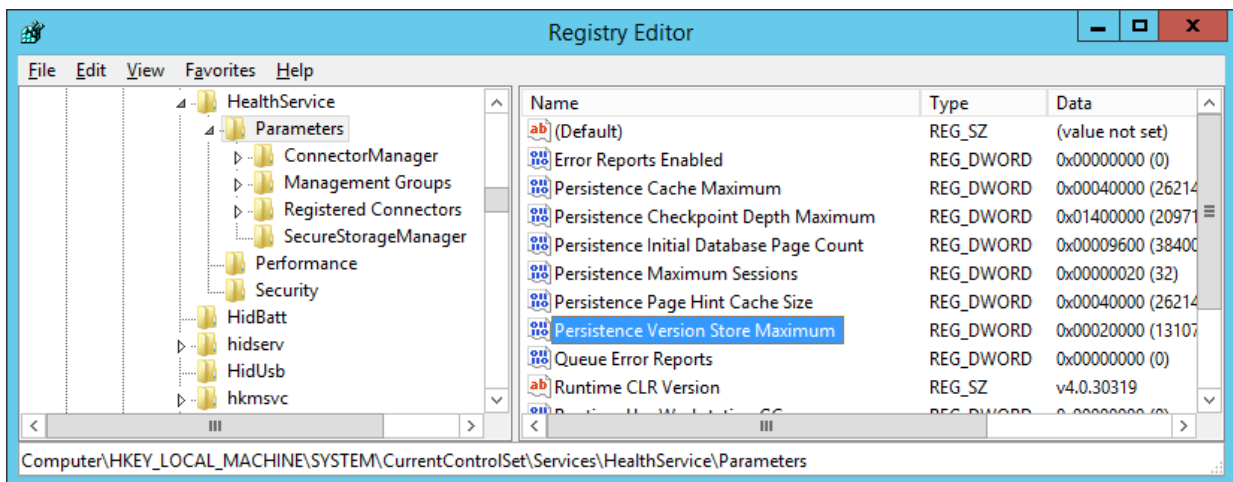 Registry Editor
File Edit View Favorites Help
HealthService
Parameters
ConnectorManager
Management Groups
Registered Connectors
SecureStorageManager
Performance
Security
HidBatt
hidserv
HidUsb
hkmsvc
Name Type Data
(Default) REG_SZ (value not set)
Error Reports Enabled REG_DWORD 0x00000000 (0)
Persistence Cache Maximum REG_DWORD 0x00040000 (26214
Persistence Checkpoint Depth Maximum REG_DWORD 0x01400000 (20971
Persistence Initial Database Page Count REG_DWORD 0x00009600 (38400
Persistence Maximum Sessions REG_DWORD 0x00000020 (32)
Persistence Page Hint Cache Size REG_DWORD 0x00040000 (26214
Persistence Version Store Maximum REG_DWORD 0x00020000 (13107
Queue Error Reports REG_DWORD 0x00000000 (0)
Runtime CLR Version REG_SZ v4.0.30319
Computer\HKEY_LOCAL_MACHINE\SYSTEM\CurrentControlSet\Services\HealthService\Parameters